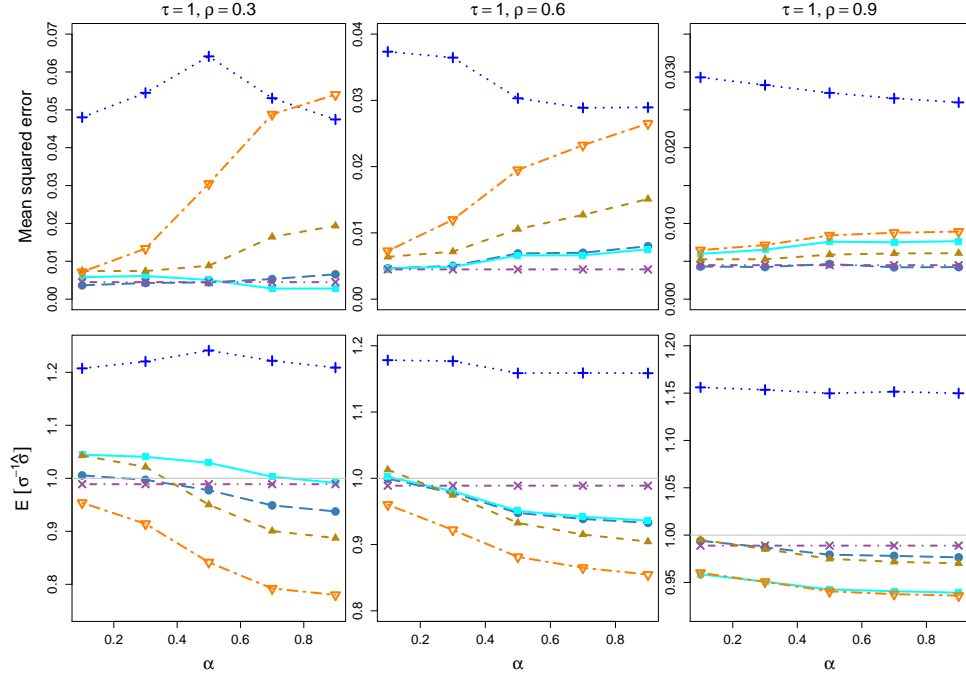 τ = 1, ρ = 0.3
τ = 1, ρ = 0.6
τ = 1, ρ = 0.9
Mean squared error
0.00 0.01 0.02 0.03 0.04 0.05 0.06 0.07
0.00 0.01 0.02 0.03 0.04
0.000 0.010 0.020 0.030
E [σ⁻¹σ̂]
0.8 0.9 1.0 1.1 1.2
0.8 0.9 1.0 1.1 1.2
0.95 1.00 1.05 1.10 1.15 1.20
0.2 0.4 0.6 0.8
0.2 0.4 0.6 0.8
0.2 0.4 0.6 0.8
α
α
α